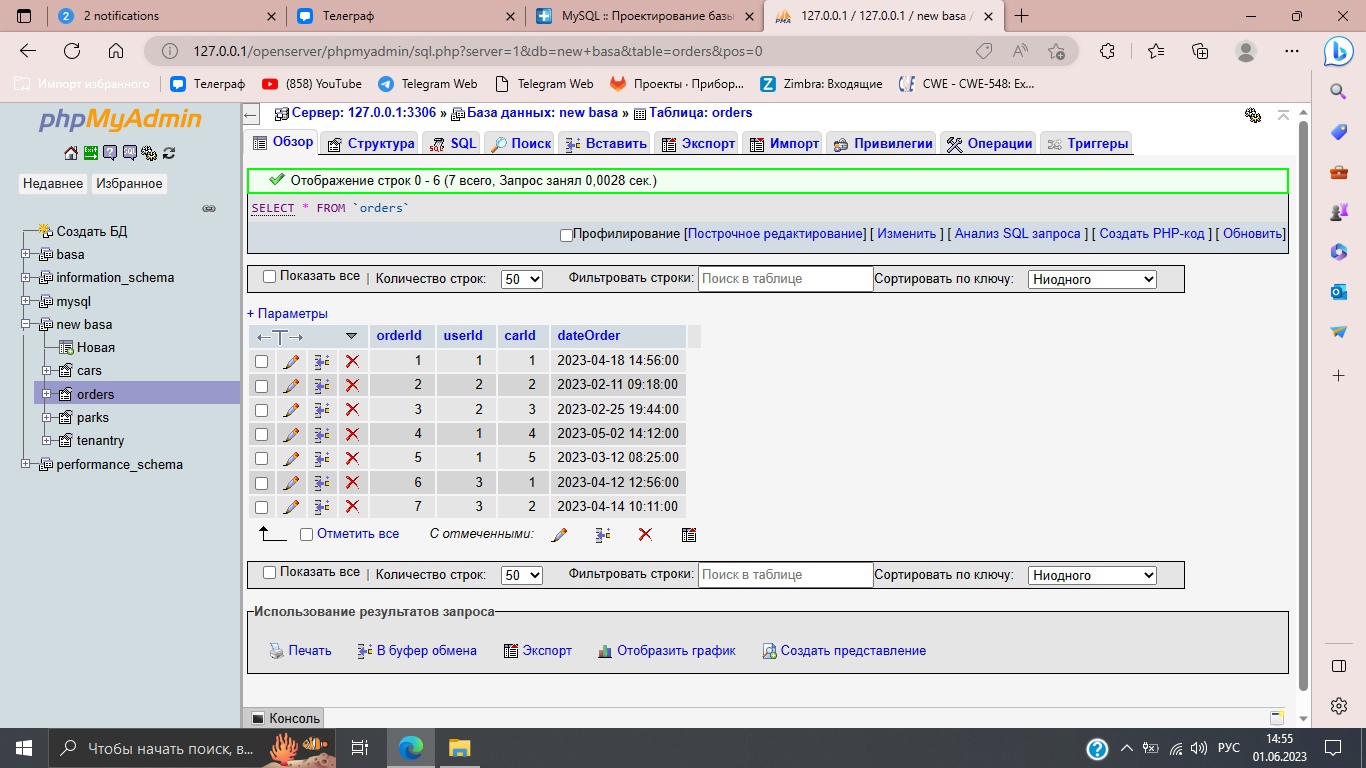 2 notifications
Телеграф
MySQL :: Проектирование базы
127.0.0.1 / 127.0.0.1 / new basa /
127.0.0.1/openserver/phpmyadmin/sql.php?server=1&db=new+basa&table=orders&pos=0
Импорт избранного
Телеграф
(858) YouTube
Telegram Web
Telegram Web
Проекты · Прибор...
Zimbra: Входящие
CWE - CWE-548: Ex...
phpMyAdmin
Недавнее Избранное
Создать БД
basa
information_schema
mysql
new basa
Новая
cars
orders
parks
tenantry
performance_schema
Сервер: 127.0.0.1:3306 » База данных: new basa » Таблица: orders
Обзор Структура SQL Поиск Вставить Экспорт Импорт Привилегии Операции Триггеры
Отображение строк 0 - 6 (7 всего, Запрос занял 0,0028 сек.)
SELECT * FROM `orders`
Профилирование [Построчное редактирование] [ Изменить ] [ Анализ SQL запроса ] [ Создать PHP-код ] [ Обновить]
Показать все | Количество строк: 50 Фильтровать строки: Поиск в таблице Сортировать по ключу: Ниодного
+ Параметры
←T→ orderId userId carId dateOrder
1 1 1 2023-04-18 14:56:00
2 2 2 2023-02-11 09:18:00
3 2 3 2023-02-25 19:44:00
4 1 4 2023-05-02 14:12:00
5 1 5 2023-03-12 08:25:00
6 3 1 2023-04-12 12:56:00
7 3 2 2023-04-14 10:11:00
Отметить все С отмеченными:
Показать все | Количество строк: 50 Фильтровать строки: Поиск в таблице Сортировать по ключу: Ниодного
Использование результатов запроса
Печать В буфер обмена Экспорт Отобразить график Создать представление
Консоль
Чтобы начать поиск, в...
РУС
14:55
01.06.2023